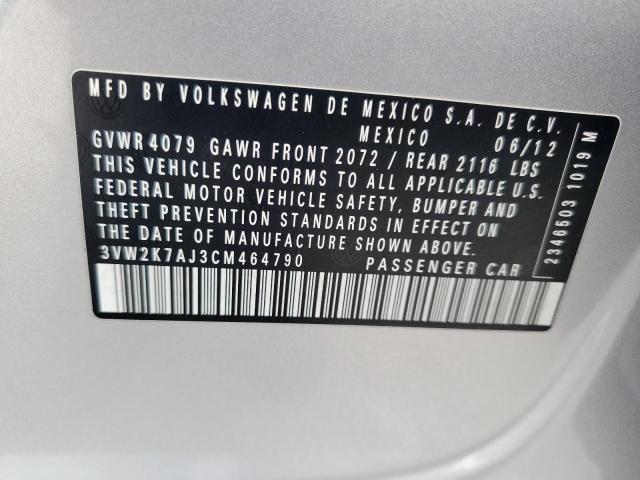 MFD BY VOLKSWAGEN DE MEXICO S.A. DE C.V.
MEXICO 06/12
GVWR 4079 GAWR FRONT 2072 / REAR 2116 LBS
THIS VEHICLE CONFORMS TO ALL APPLICABLE U.S.
FEDERAL MOTOR VEHICLE SAFETY, BUMPER AND
THEFT PREVENTION STANDARDS IN EFFECT ON
THE DATE OF MANUFACTURE SHOWN ABOVE.
3VW2K7AJ3CM464790 PASSENGER CAR
2346603 1019 M